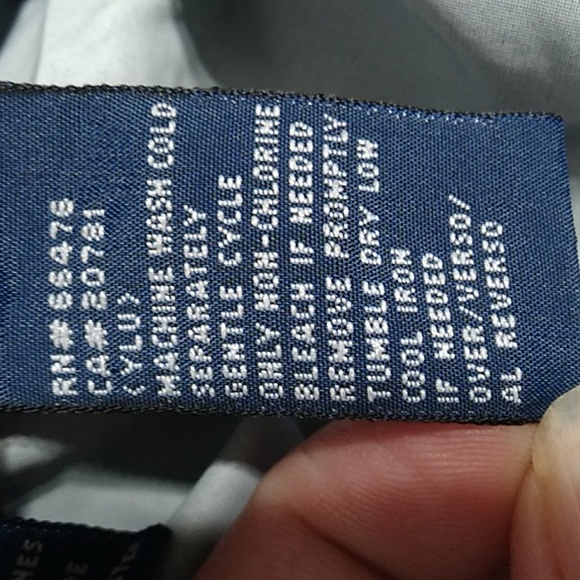 RN# 66476
CA# 20781
(YLU)
MACHINE WASH COLD
SEPARATELY
GENTLE CYCLE
ONLY NON-CHLORINE
BLEACH IF NEEDED
REMOVE PROMPTLY
TUMBLE DRY LOW
COOL IRON
IF NEEDED
OVER/VERSO/
AL REVERSO